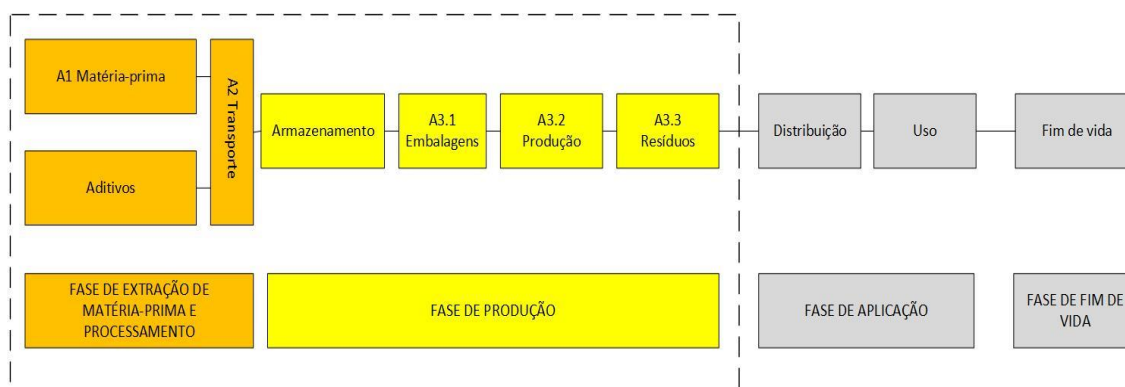 A1 Matéria-prima
Aditivos
A2 Transporte
Armazenamento
A3.1
Embalagens
A3.2
Produção
A3.3
Resíduos
Distribuição
Uso
Fim de vida
FASE DE EXTRAÇÃO DE
MATÉRIA-PRIMA E
PROCESSAMENTO
FASE DE PRODUÇÃO
FASE DE APLICAÇÃO
FASE DE FIM DE
VIDA